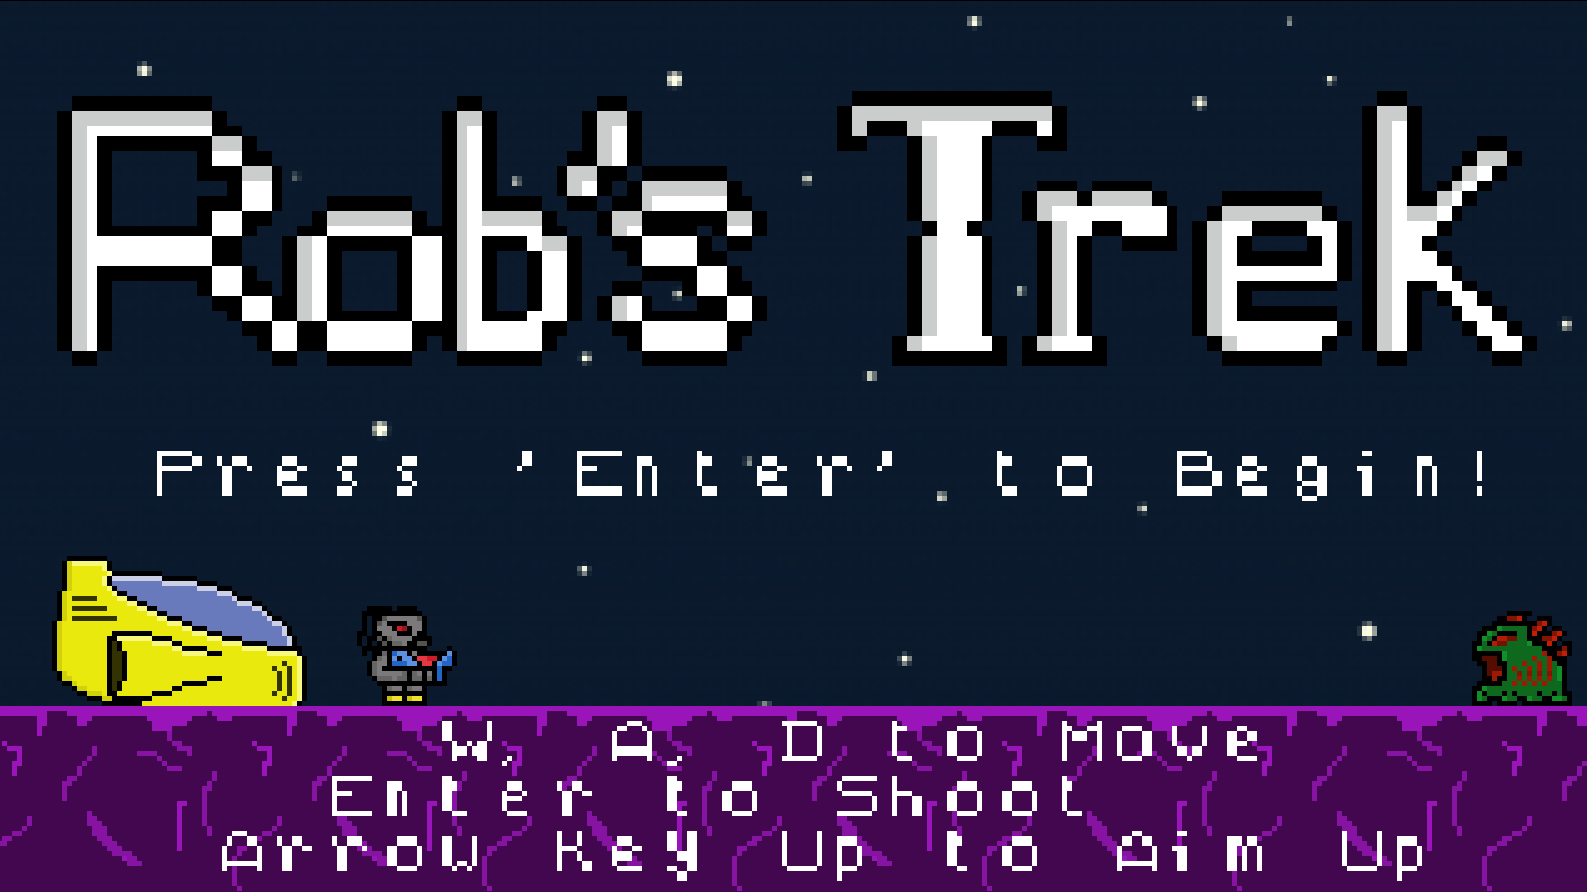 Rob's Trek
Press 'Enter' to Begin!
W, A, D to Move
Enter to Shoot
Arrow Key Up to Aim Up